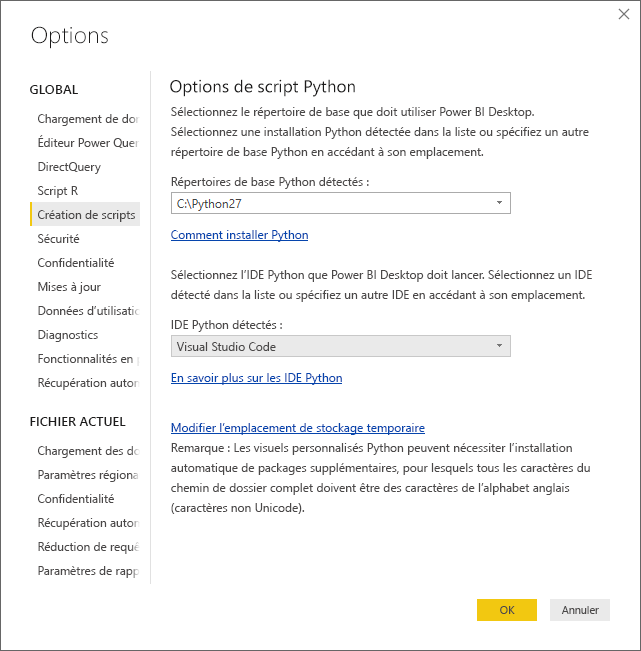 Options
GLOBAL
Chargement de don
Éditeur Power Quer
DirectQuery
Script R
Création de scripts
Sécurité
Confidentialité
Mises à jour
Données d'utilisatio
Diagnostics
Fonctionnalités en p
Récupération autom
FICHIER ACTUEL
Chargement des do
Paramètres régiona
Confidentialité
Récupération autom
Réduction de requê
Paramètres de rapp
Options de script Python
Sélectionnez le répertoire de base que doit utiliser Power BI Desktop.
Sélectionnez une installation Python détectée dans la liste ou spécifiez un autre
répertoire de base Python en accédant à son emplacement.
Répertoires de base Python détectés :
C:\Python27
Comment installer Python
Sélectionnez l'IDE Python que Power BI Desktop doit lancer. Sélectionnez un IDE
détecté dans la liste ou spécifiez un autre IDE en accédant à son emplacement.
IDE Python détectés :
Visual Studio Code
En savoir plus sur les IDE Python
Modifier l'emplacement de stockage temporaire
Remarque : Les visuels personnalisés Python peuvent nécessiter l'installation
automatique de packages supplémentaires, pour lesquels tous les caractères du
chemin de dossier complet doivent être des caractères de l'alphabet anglais
(caractères non Unicode).
OK
Annuler